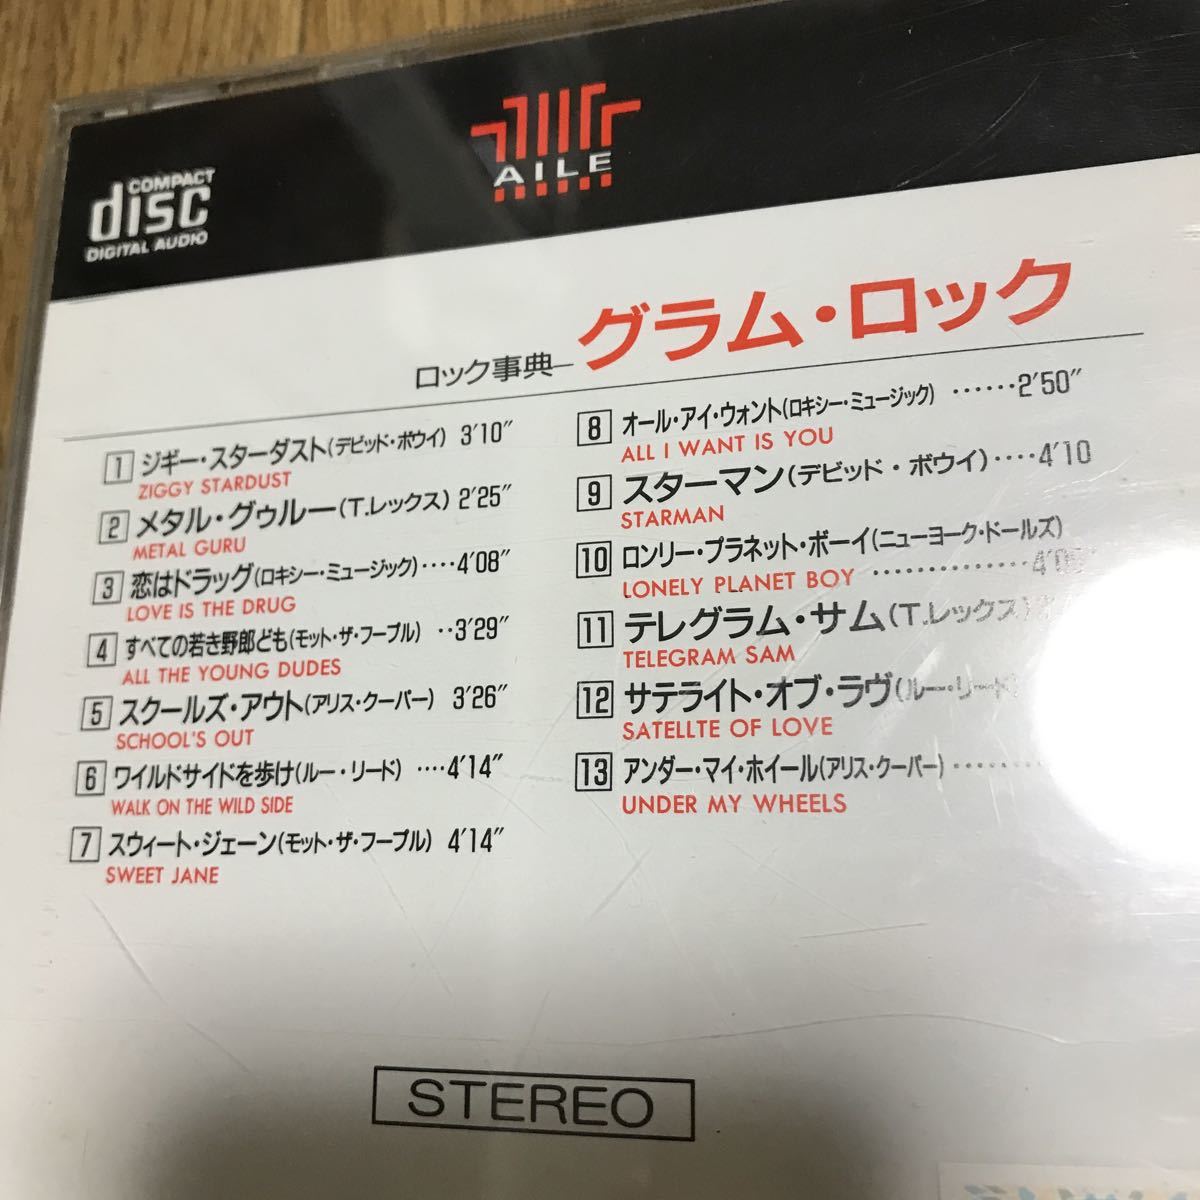 COMPACT
disc
DIGITAL AUDIO
AILE
ロック事典―グラム・ロック
1 ジギー・スターダスト(デビッド・ボウイ) 3'10"
ZIGGY STARDUST
2 メタル・グゥルー(T.レックス) 2'25"
METAL GURU
3 恋はドラッグ(ロキシー・ミュージック)‥‥4'08"
LOVE IS THE DRUG
4 すべての若き野郎ども(モット・ザ・フープル) ‥3'29"
ALL THE YOUNG DUDES
5 スクールズ・アウト(アリス・クーパー) 3'26"
SCHOOL'S OUT
6 ワイルドサイドを歩け(ルー・リード) ‥‥4'14"
WALK ON THE WILD SIDE
7 スウィート・ジェーン(モット・ザ・フープル) 4'14"
SWEET JANE
8 オール・アイ・ウォント(ロキシー・ミュージック) ‥‥‥2'50"
ALL I WANT IS YOU
9 スターマン(デビッド・ボウイ)‥‥4'10
STARMAN
10 ロンリー・プラネット・ボーイ(ニューヨーク・ドールズ)
LONELY PLANET BOY ‥‥‥‥‥‥‥
11 テレグラム・サム(T.レックス)
TELEGRAM SAM
12 サテライト・オブ・ラヴ(ルー・リード)
SATELLTE OF LOVE
13 アンダー・マイ・ホイール(アリス・クーパー)‥‥‥‥
UNDER MY WHEELS
STEREO